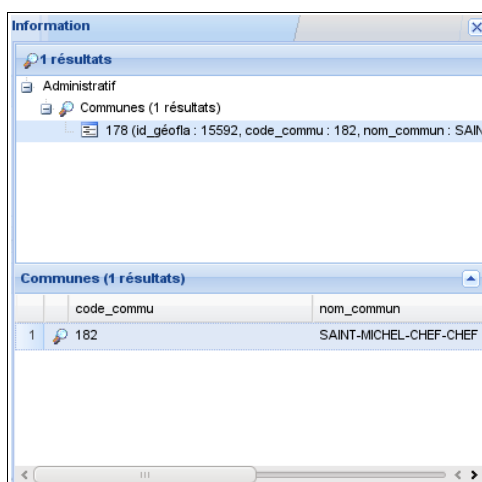 Information
1 résultats
Administratif
Communes (1 résultats)
178 (id_géofla : 15592, code_commu : 182, nom_commun : SAIN
Communes (1 résultats)
code_commu nom_commun
1 182 SAINT-MICHEL-CHEF-CHEF